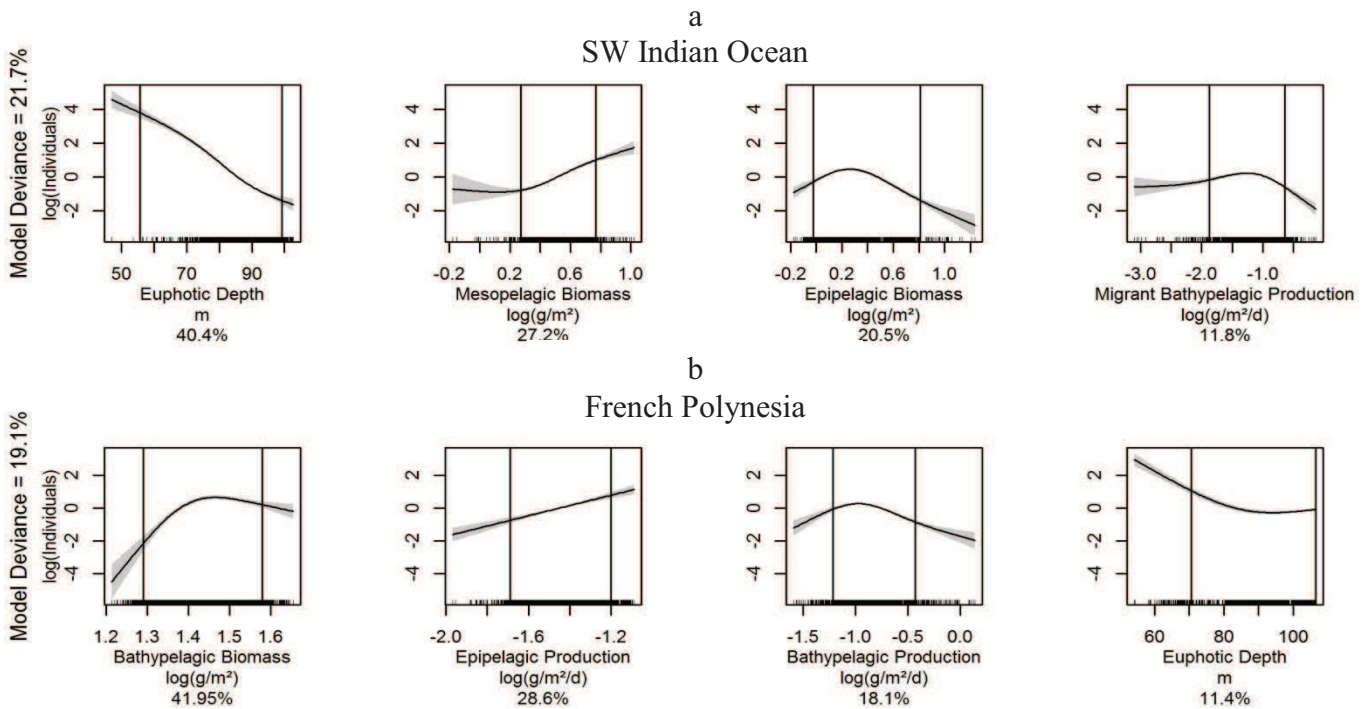 a
SW Indian Ocean
Model Deviance = 21.7%
log(Individuals)
4
2
0
-2
50 70 90
Euphotic Depth
m
40.4%
4
2
0
-2
-0.2 0.2 0.6 1.0
Mesopelagic Biomass
log(g/m²)
27.2%
4
2
0
-2
-0.2 0.2 0.6 1.0
Epipelagic Biomass
log(g/m²)
20.5%
4
2
0
-2
-3.0 -2.0 -1.0
Migrant Bathypelagic Production
log(g/m²/d)
11.8%
b
French Polynesia
Model Deviance = 19.1%
log(Individuals)
2
0
-2
-4
1.2 1.3 1.4 1.5 1.6
Bathypelagic Biomass
log(g/m²)
41.95%
2
0
-2
-4
-2.0 -1.6 -1.2
Epipelagic Production
log(g/m²/d)
28.6%
2
0
-2
-4
-1.5 -1.0 -0.5 0.0
Bathypelagic Production
log(g/m²/d)
18.1%
2
0
-2
-4
60 80 100
Euphotic Depth
m
11.4%